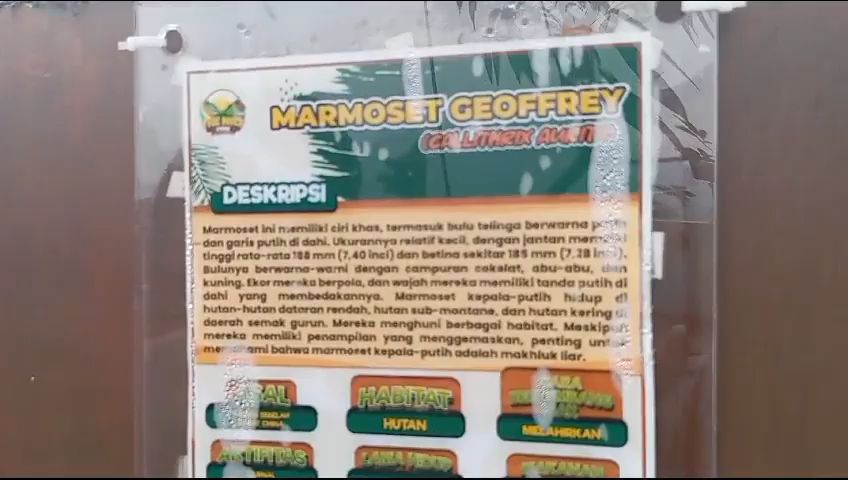 MARMOSET GEOFFREY
(CALLITHRIX
DESKRIPSI
Marmoset ini memiliki ciri khas, termasuk bulu telinga berwarna
dan garis putih di dahi. Ukurannya relatif kecil, dengan jantan memiliki
tinggi rata-rata 188 mm (7,40 inci) dan betina sekitar 185 mm (7,28 inci).
Bulunya berwarna-warni dengan campuran cokelat, abu-abu, dan
kuning. Ekor mereka berpola, dan wajah mereka memiliki tanda putih di
dahi yang membedakannya. Marmoset kepala-putih hidup di
hutan-hutan dataran rendah, hutan sub-montane, dan hutan kering di
daerah semak gurun. Mereka menghuni berbagai habitat. Meskipun
mereka memiliki penampilan yang menggemaskan, penting untuk
memahami bahwa marmoset kepala-putih adalah makhluk liar.
HABITAT
HUTAN
MELAHIRKAN
AKTIFITAS
MAKANAN